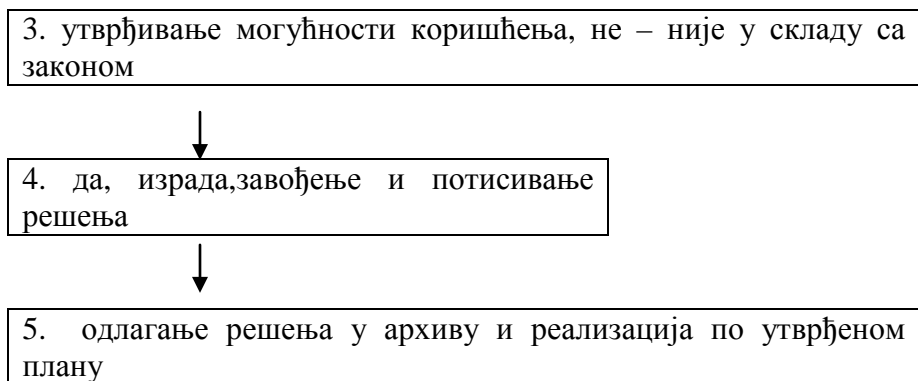 3. утврђивање могућности коришћења, не – није у складу са
законом
4. да, израда,завођење и потисивање
решења
5. одлагање решења у архиву и реализација по утврђеном
плану